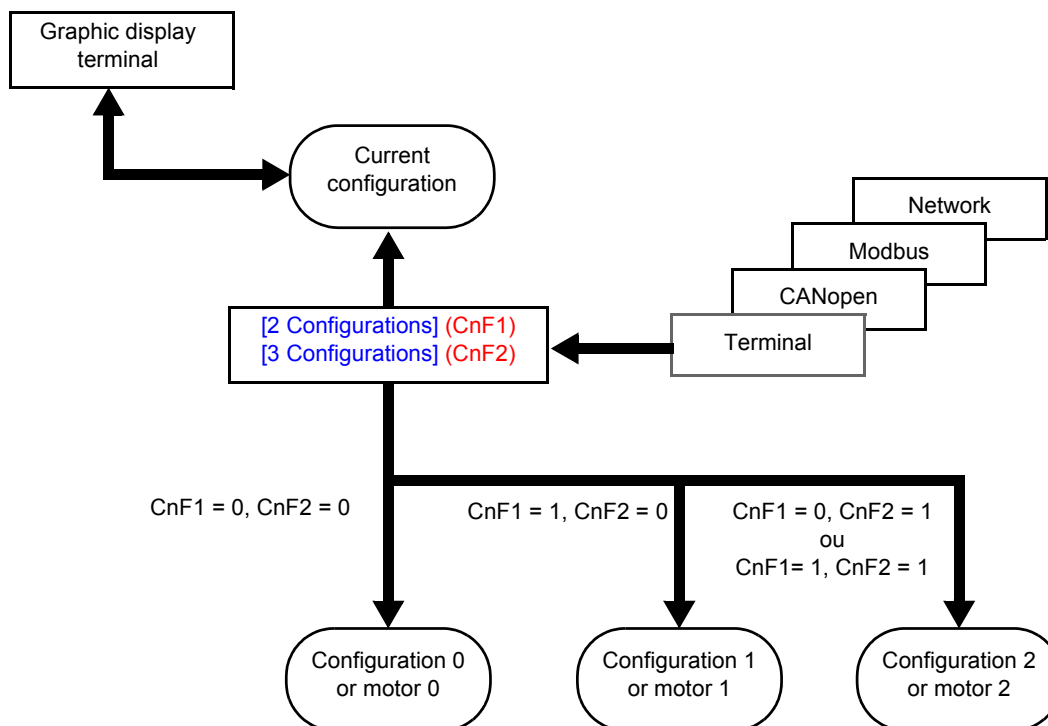 Graphic display
terminal
Current
configuration
Network
Modbus
CANopen
Terminal
[2 Configurations] (CnF1)
[3 Configurations] (CnF2)
CnF1 = 0, CnF2 = 0
CnF1 = 1, CnF2 = 0
CnF1 = 0, CnF2 = 1
ou
CnF1= 1, CnF2 = 1
Configuration 0
or motor 0
Configuration 1
or motor 1
Configuration 2
or motor 2